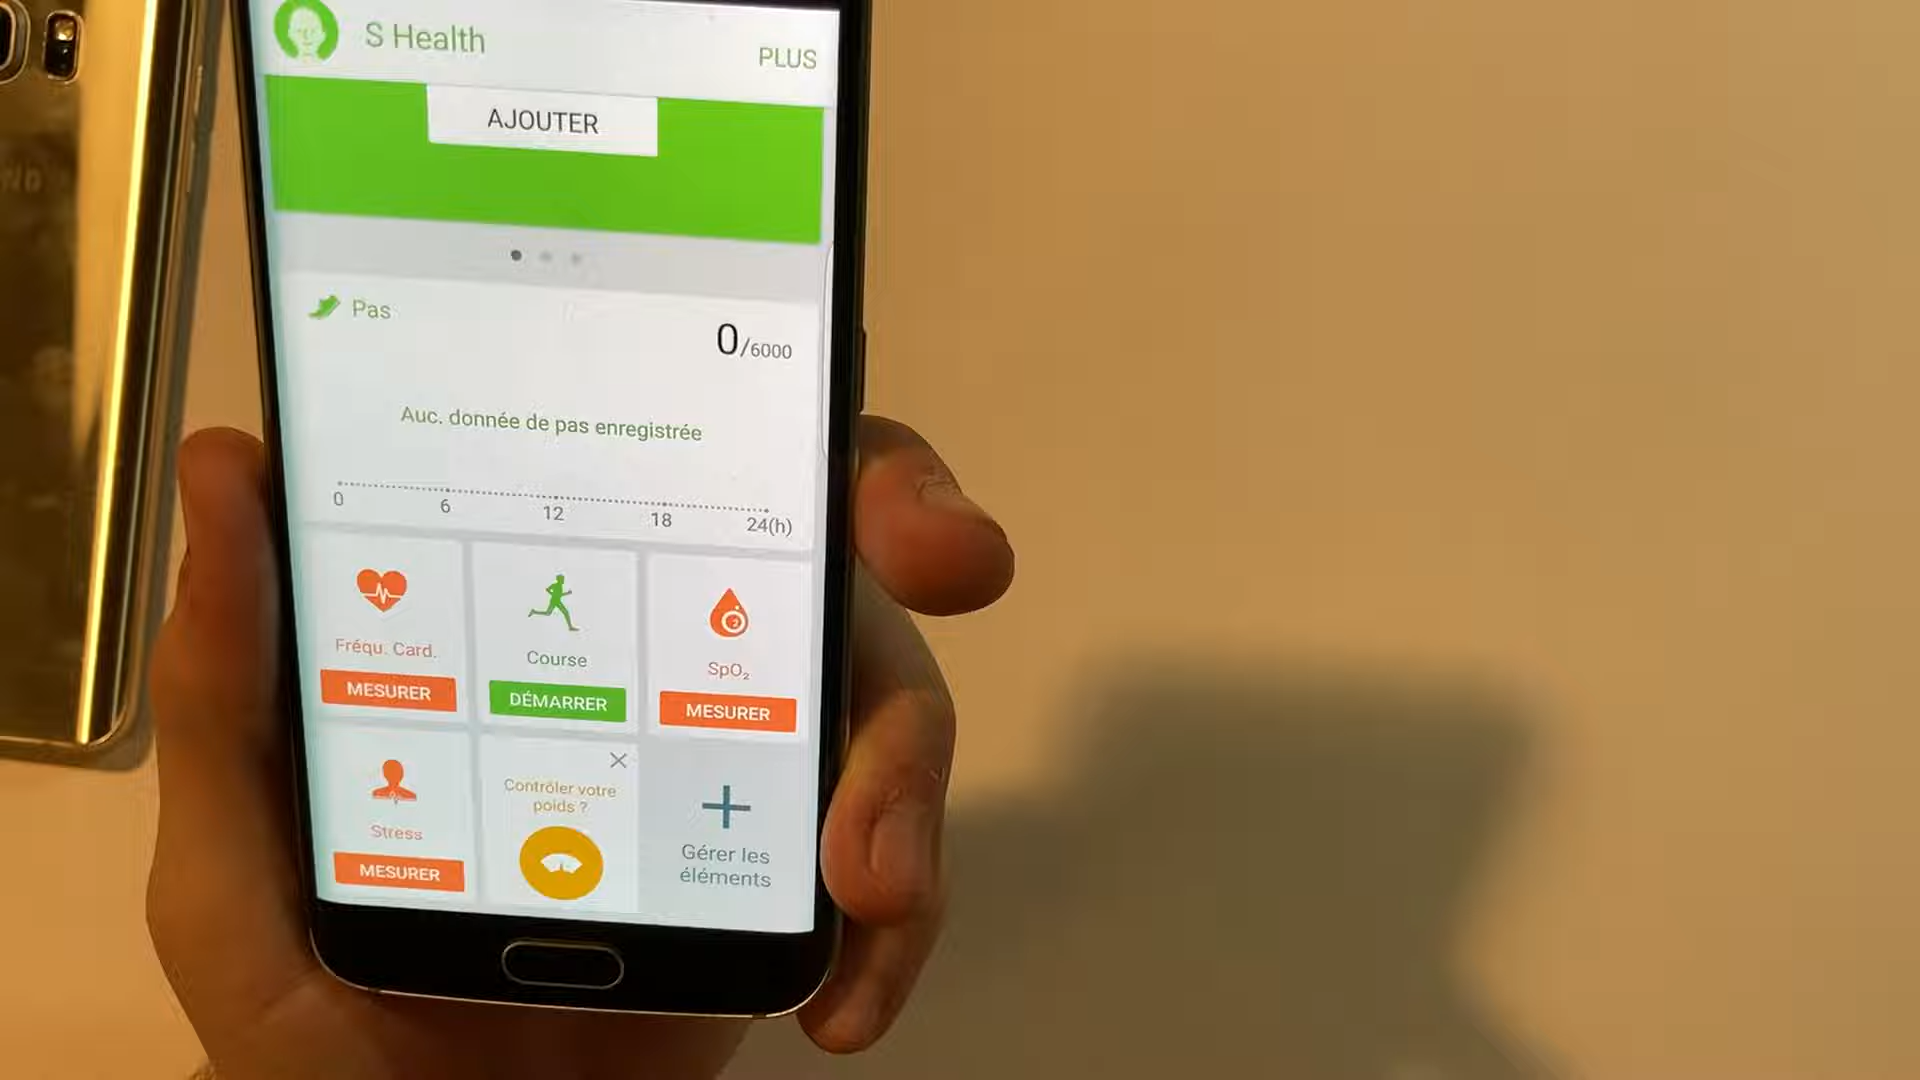 S Health
PLUS
AJOUTER
Pas
0/6000
Auc. donnée de pas enregistrée
0 6 12 18 24(h)
Fréqu. Card.
MESURER
Course
DÉMARRER
SpO₂
MESURER
Stress
MESURER
Contrôler votre
poids ?
Gérer les
éléments